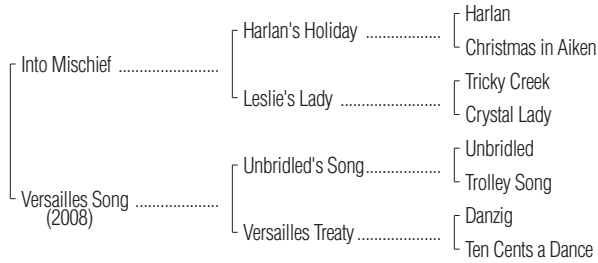 Harlan
Harlan's Holiday ..................
Christmas in Aiken
Into Mischief ........................
Tricky Creek
Leslie's Lady ........................
Crystal Lady
Unbridled
Unbridled's Song..................
Trolley Song
Versailles Song ....................
(2008)
Danzig
Versailles Treaty ...................
Ten Cents a Dance